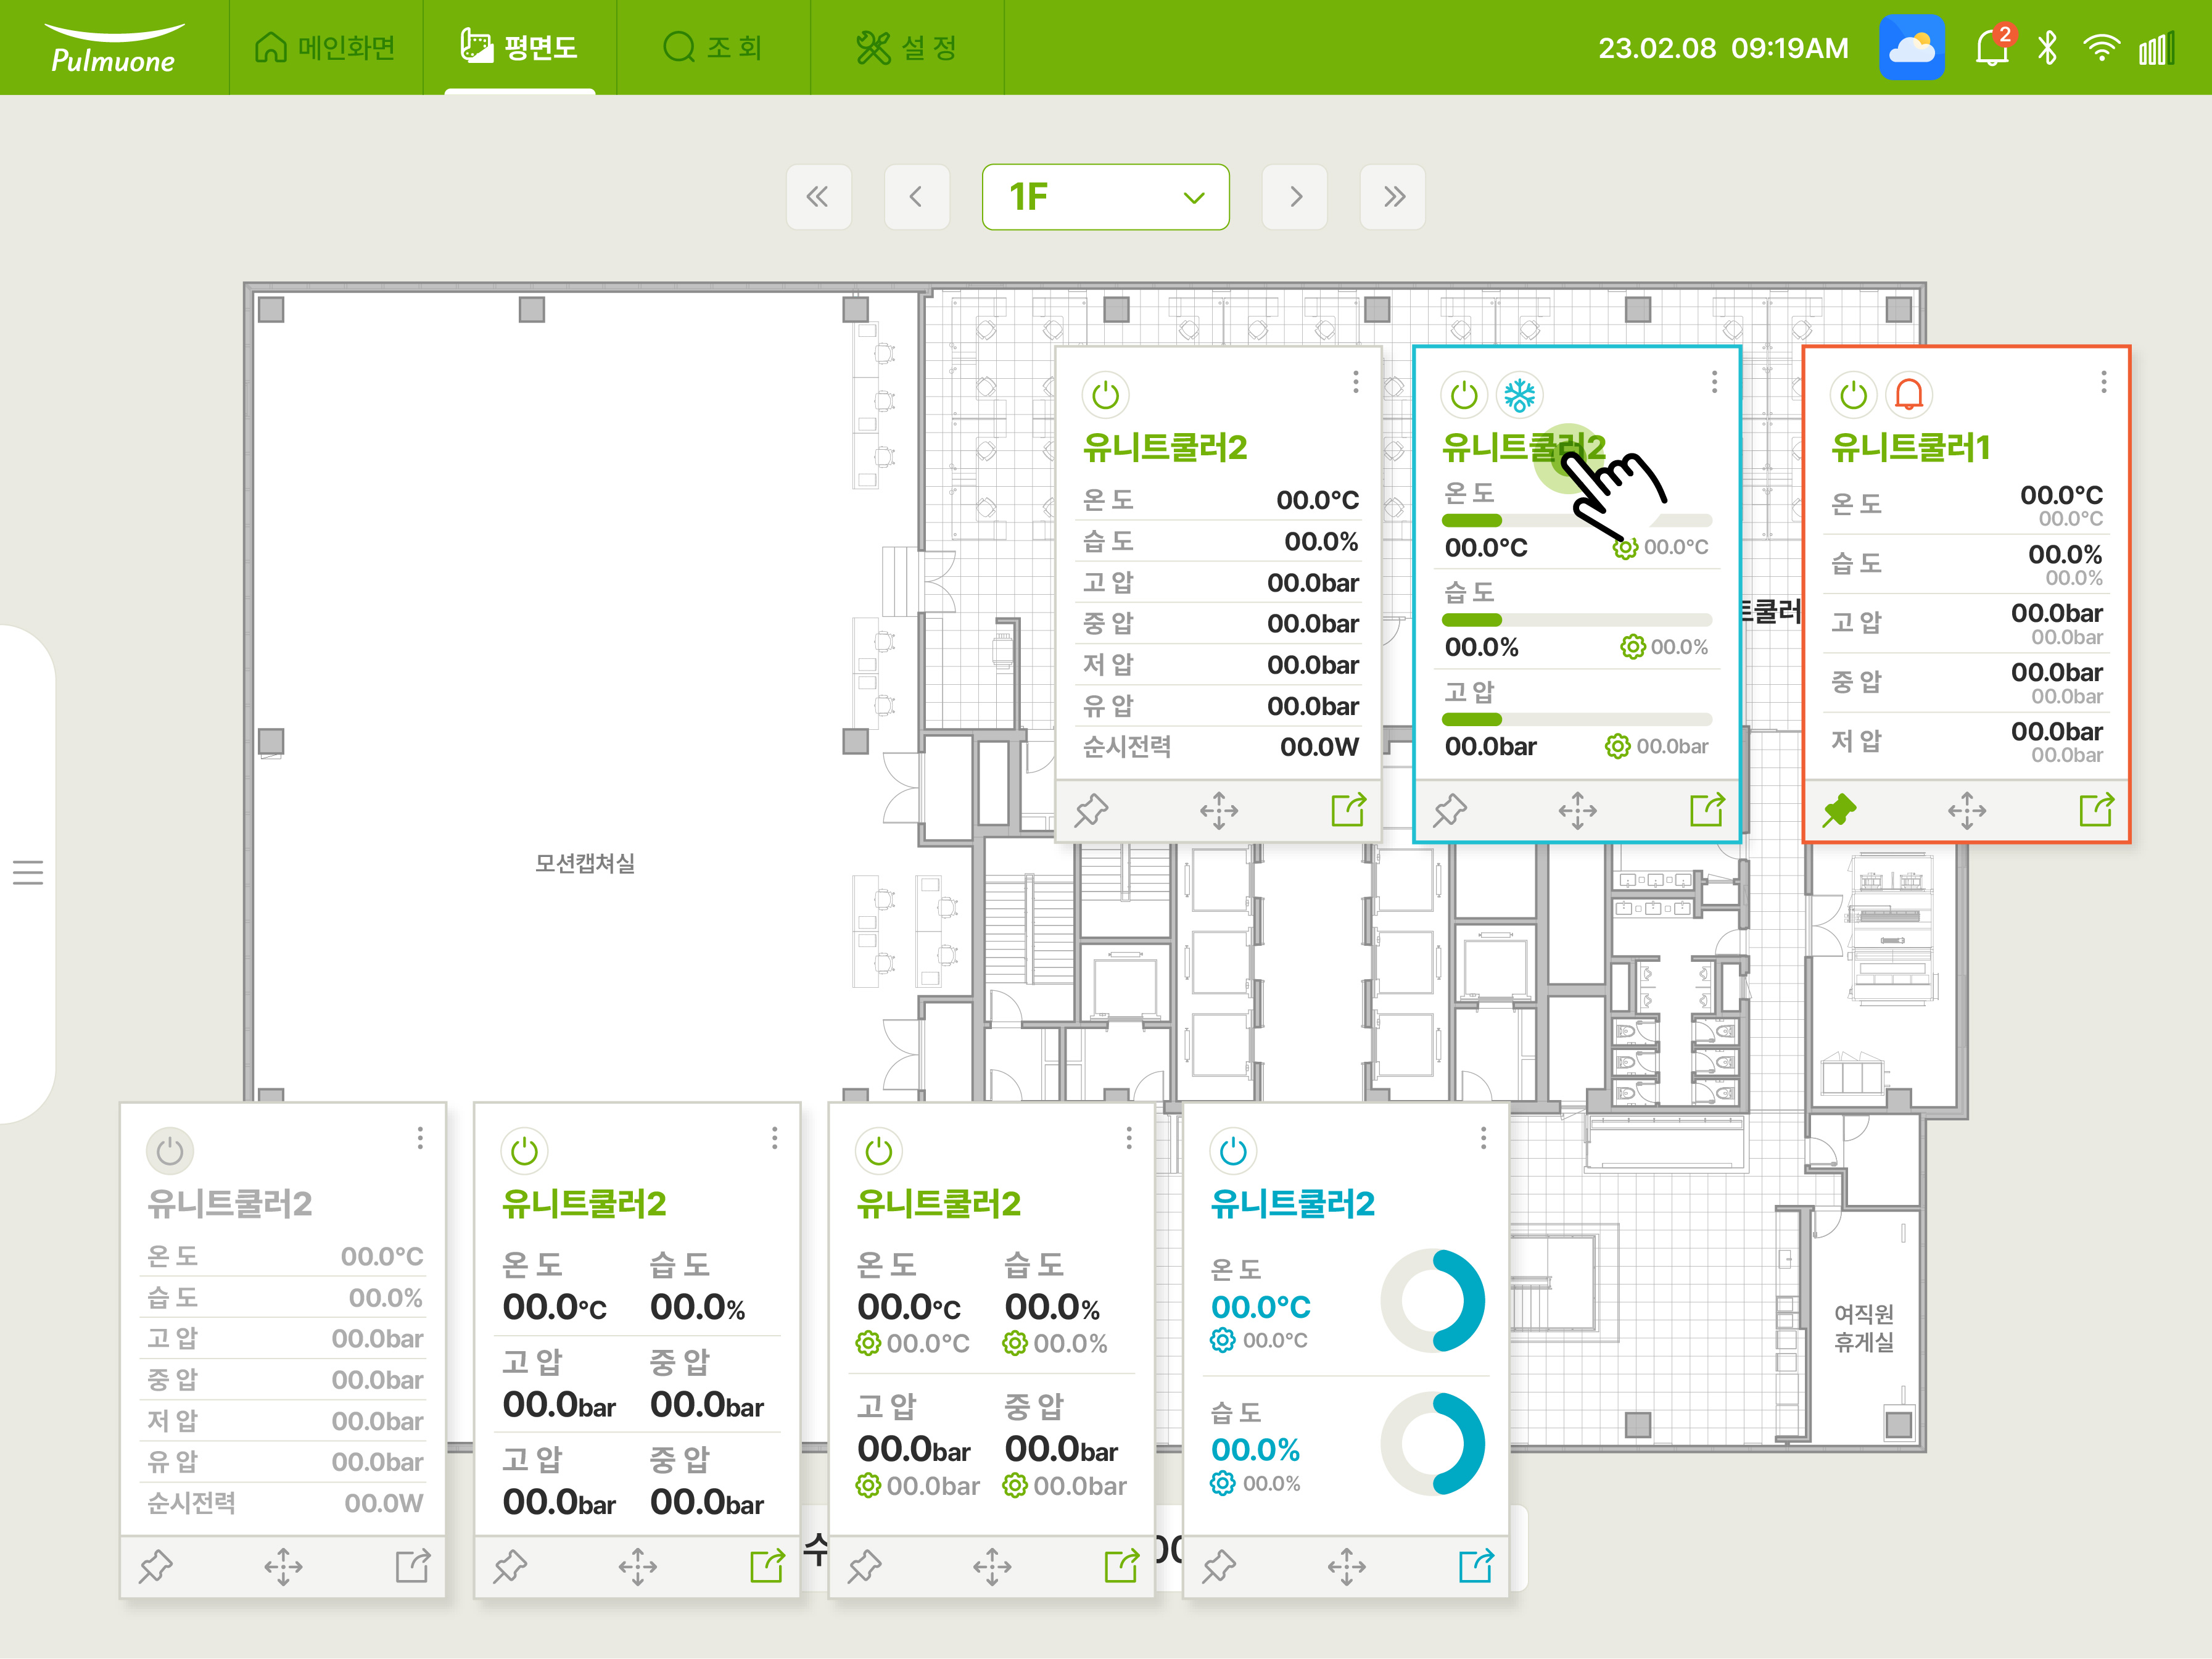 Pulmuone
메인화면
평면도
조 회
설 정
23.02.08 09:19AM
2
1F
유니트쿨러2
온 도 00.0°C
습 도 00.0%
고 압 00.0bar
중 압 00.0bar
저 압 00.0bar
유 압 00.0bar
순시전력 00.0W
유니트쿨러2
온 도
00.0°C 00.0°C
습 도
00.0% 00.0%
고 압
00.0bar 00.0bar
트쿨러
유니트쿨러1
온 도 00.0°C
00.0°C
습 도 00.0%
00.0%
고 압 00.0bar
00.0bar
중 압 00.0bar
00.0bar
저 압 00.0bar
00.0bar
모션캡쳐실
유니트쿨러2
온 도 00.0°C
습 도 00.0%
고 압 00.0bar
중 압 00.0bar
저 압 00.0bar
유 압 00.0bar
순시전력 00.0W
유니트쿨러2
온 도 습 도
00.0°C 00.0%
고 압 중 압
00.0bar 00.0bar
고 압 중 압
00.0bar 00.0bar
유니트쿨러2
온 도 습 도
00.0°C 00.0%
00.0°C 00.0%
고 압 중 압
00.0bar 00.0bar
00.0bar 00.0bar
유니트쿨러2
온 도
00.0°C
00.0°C
습 도
00.0%
00.0%
여직원
휴게실
수